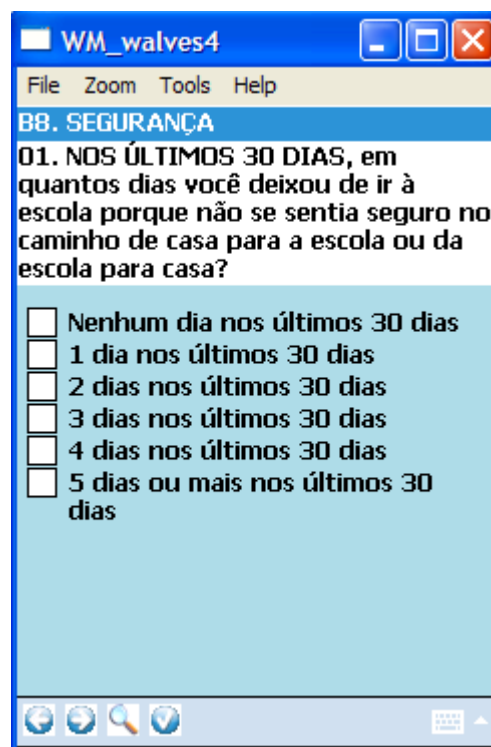 WM_walves4
File Zoom Tools Help
B8. SEGURANÇA
01. NOS ÚLTIMOS 30 DIAS, em
quantos dias você deixou de ir à
escola porque não se sentia seguro no
caminho de casa para a escola ou da
escola para casa?
Nenhum dia nos últimos 30 dias
1 dia nos últimos 30 dias
2 dias nos últimos 30 dias
3 dias nos últimos 30 dias
4 dias nos últimos 30 dias
5 dias ou mais nos últimos 30
dias